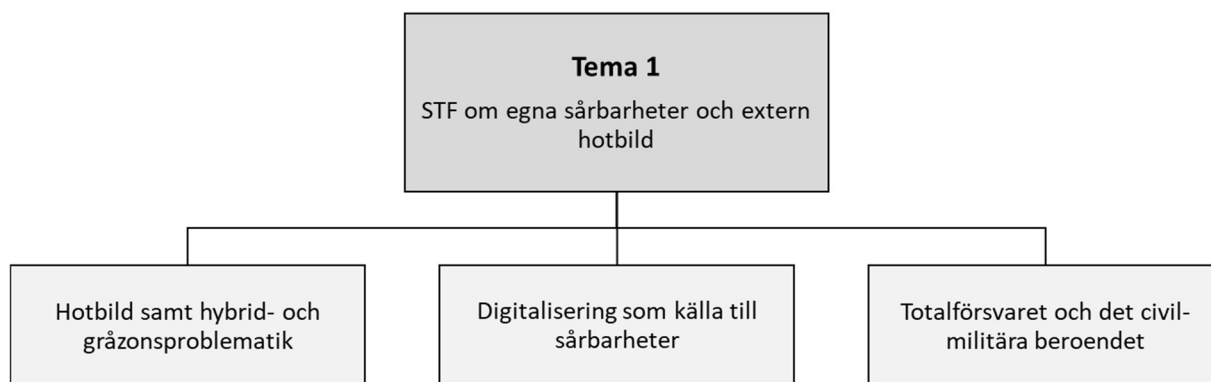 Tema 1
STF om egna sårbarheter och extern
hotbild
Hotbild samt hybrid- och
gråzonsproblematik
Digitalisering som källa till
sårbarheter
Totalförsvaret och det civil-
militära beroendet